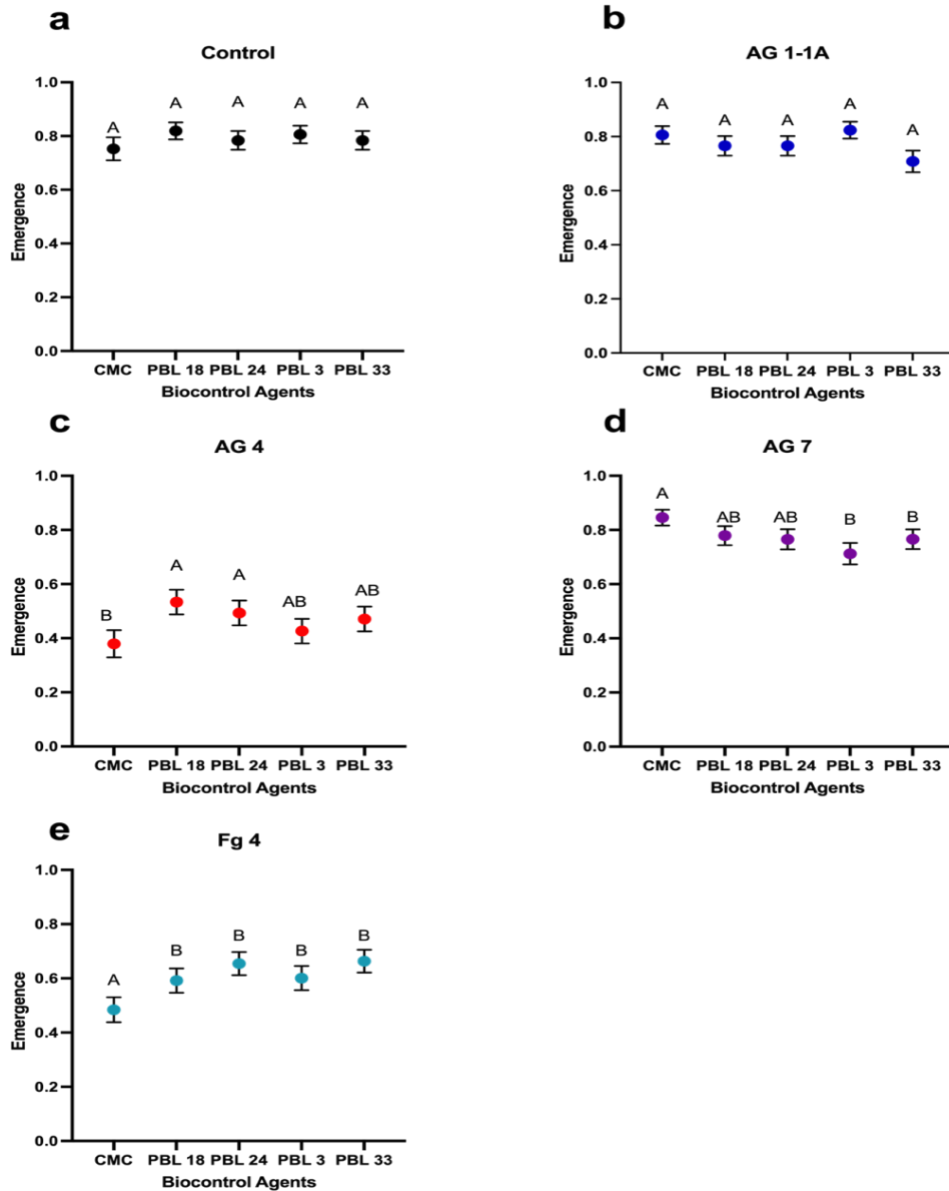 a
Control
1.0
0.8
0.6
0.4
0.2
0.0
Emergence
A A A A A
CMC PBL 18 PBL 24 PBL 3 PBL 33
Biocontrol Agents
b
AG 1-1A
1.0
0.8
0.6
0.4
0.2
0.0
Emergence
A A A A A
CMC PBL 18 PBL 24 PBL 3 PBL 33
Biocontrol Agents
c
AG 4
1.0
0.8
0.6
0.4
0.2
0.0
Emergence
B A A AB AB
CMC PBL 18 PBL 24 PBL 3 PBL 33
Biocontrol Agents
d
AG 7
1.0
0.8
0.6
0.4
0.2
0.0
Emergence
A AB AB B B
CMC PBL 18 PBL 24 PBL 3 PBL 33
Biocontrol Agents
e
Fg 4
1.0
0.8
0.6
0.4
0.2
0.0
Emergence
A B B B B
CMC PBL 18 PBL 24 PBL 3 PBL 33
Biocontrol Agents